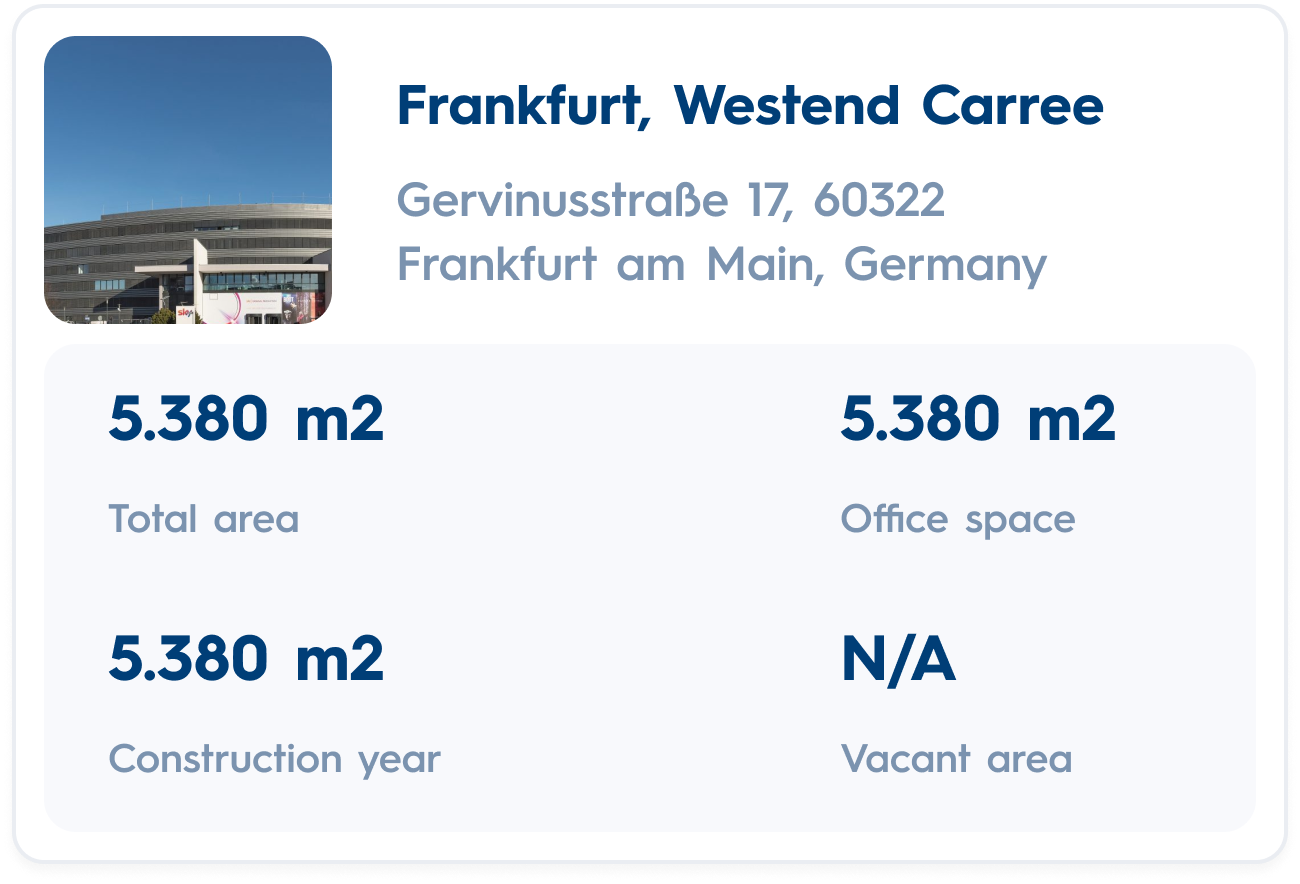 Frankfurt, Westend Carree
Gervinusstraße 17, 60322
Frankfurt am Main, Germany
5.380 m2
5.380 m2
Total area
Office space
5.380 m2
N/A
Construction year
Vacant area